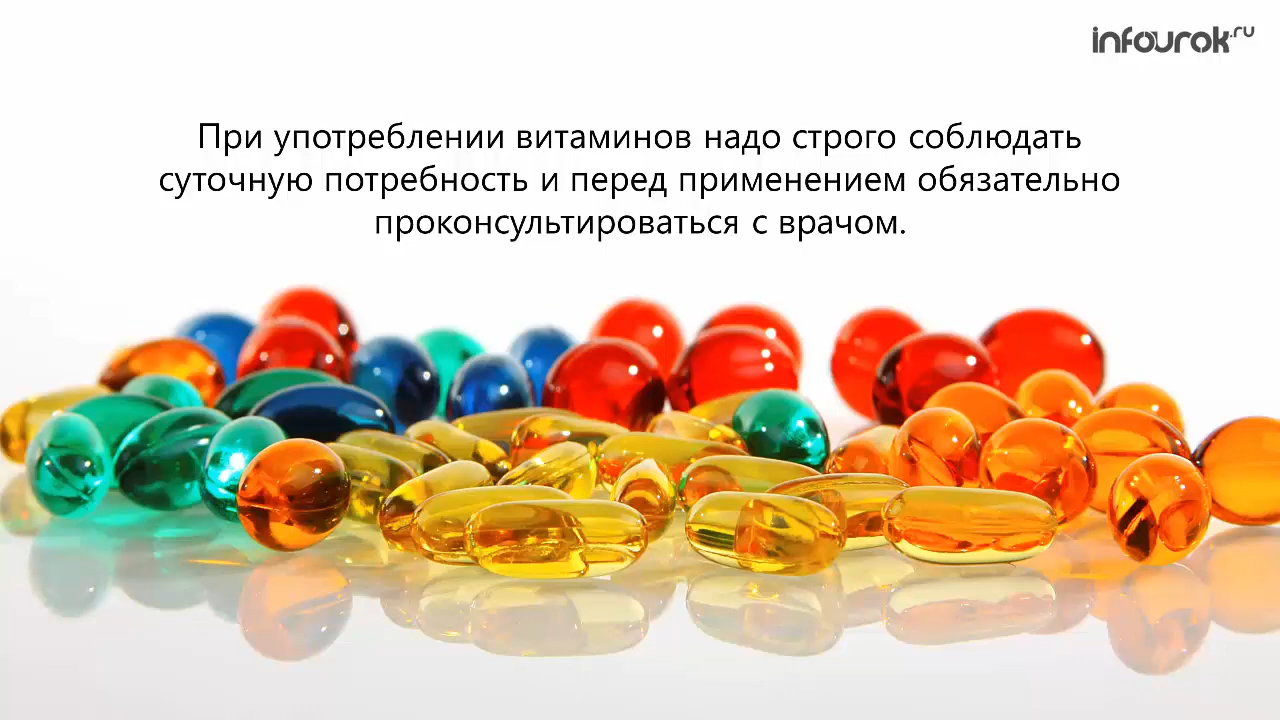 infourok.ru
При употреблении витаминов надо строго соблюдать
суточную потребность и перед применением обязательно
проконсультироваться с врачом.